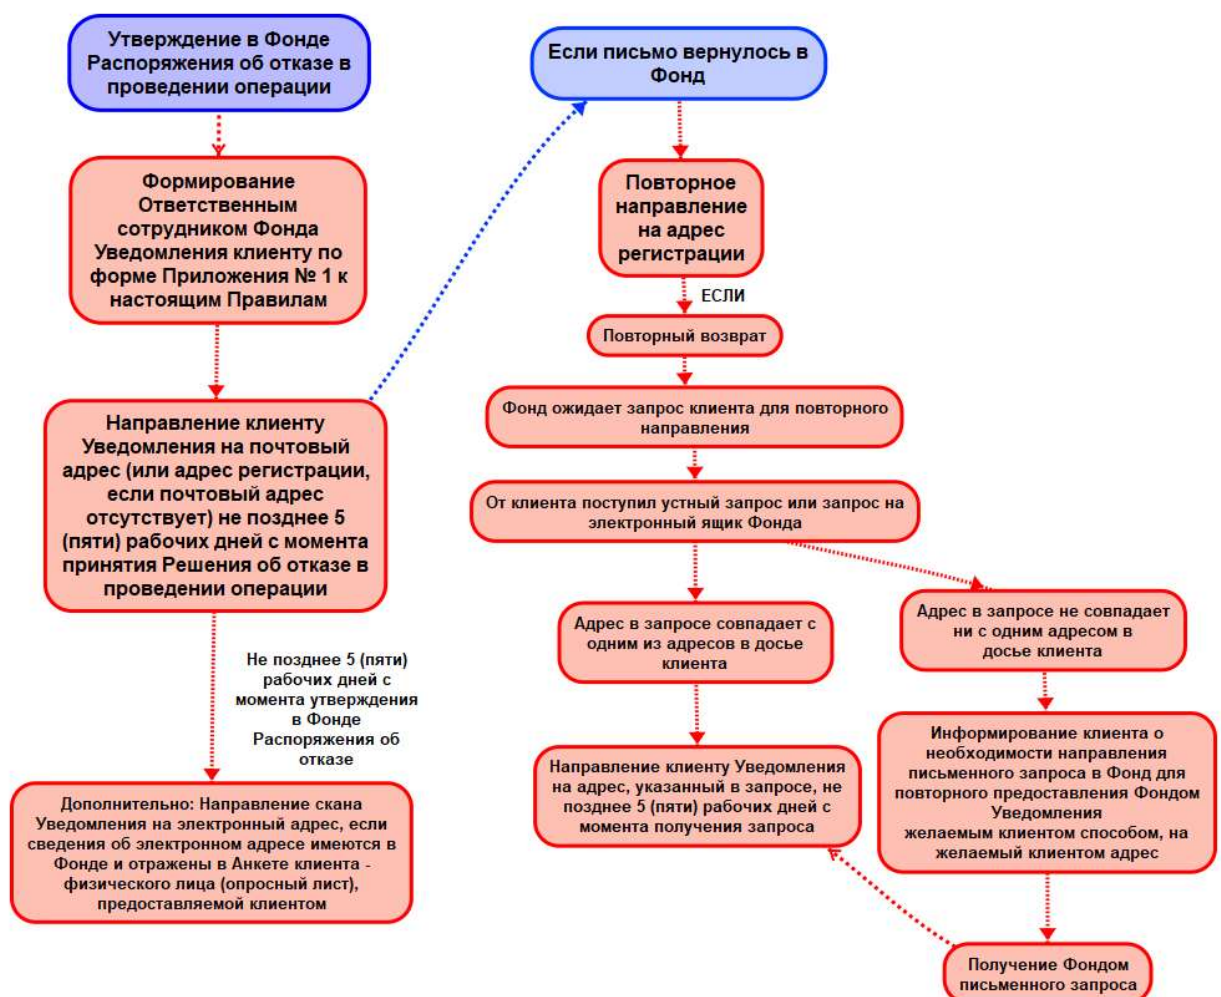 Утверждение в Фонде
Распоряжения об отказе в
проведении операции
Формирование
Ответственным
сотрудником Фонда
Уведомления клиенту по
форме Приложения № 1 к
настоящим Правилам
Направление клиенту
Уведомления на почтовый
адрес (или адрес регистрации,
если почтовый адрес
отсутствует) не позднее 5
(пяти) рабочих дней с момента
принятия Решения об отказе в
проведении операции
Не позднее 5 (пяти)
рабочих дней с
момента утверждения
в Фонде
Распоряжения об
отказе
Дополнительно: Направление скана
Уведомления на электронный адрес, если
сведения об электронном адресе имеются в
Фонде и отражены в Анкете клиента -
физического лица (опросный лист),
предоставляемой клиентом
Если письмо вернулось в
Фонд
Повторное
направление
на адрес
регистрации
ЕСЛИ
Повторный возврат
Фонд ожидает запрос клиента для повторного
направления
От клиента поступил устный запрос или запрос на
электронный ящик Фонда
Адрес в запросе совпадает с
одним из адресов в досье
клиента
Направление клиенту Уведомления
на адрес, указанный в запросе, не
позднее 5 (пяти) рабочих дней с
момента получения запроса
Адрес в запросе не совпадает
ни с одним адресом в
досье клиента
Информирование клиента о
необходимости направления
письменного запроса в Фонд для
повторного предоставления Фондом
Уведомления
желаемым клиентом способом, на
желаемый клиентом адрес
Получение Фондом
письменного запроса